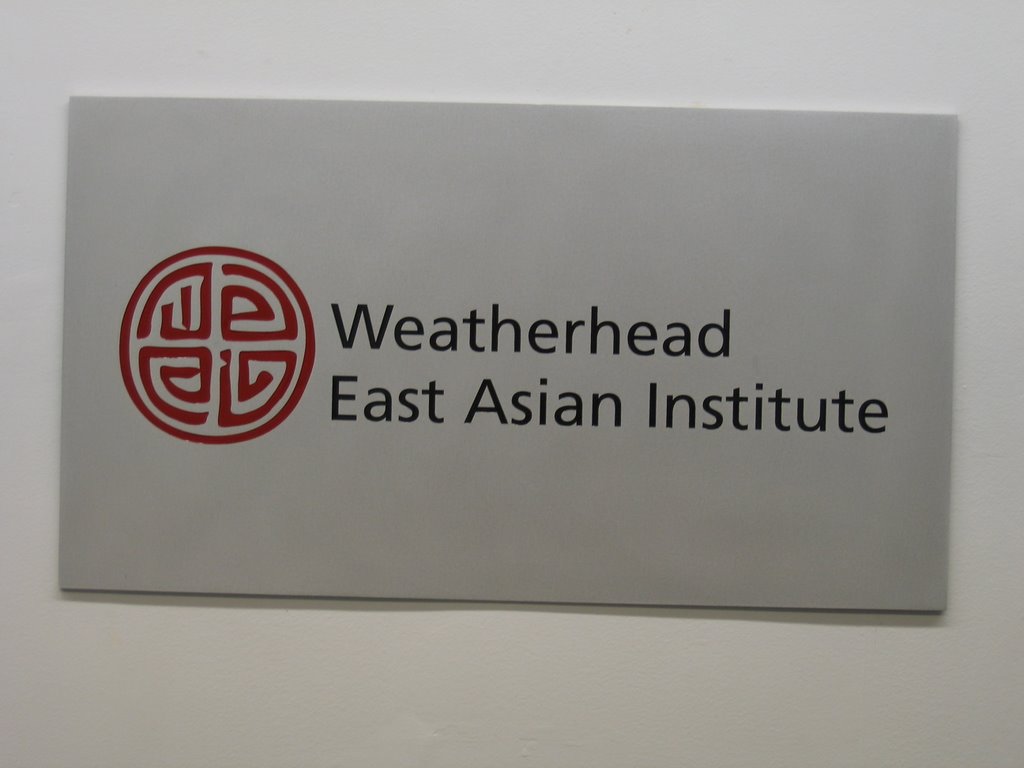 Weatherhead
East Asian Institute